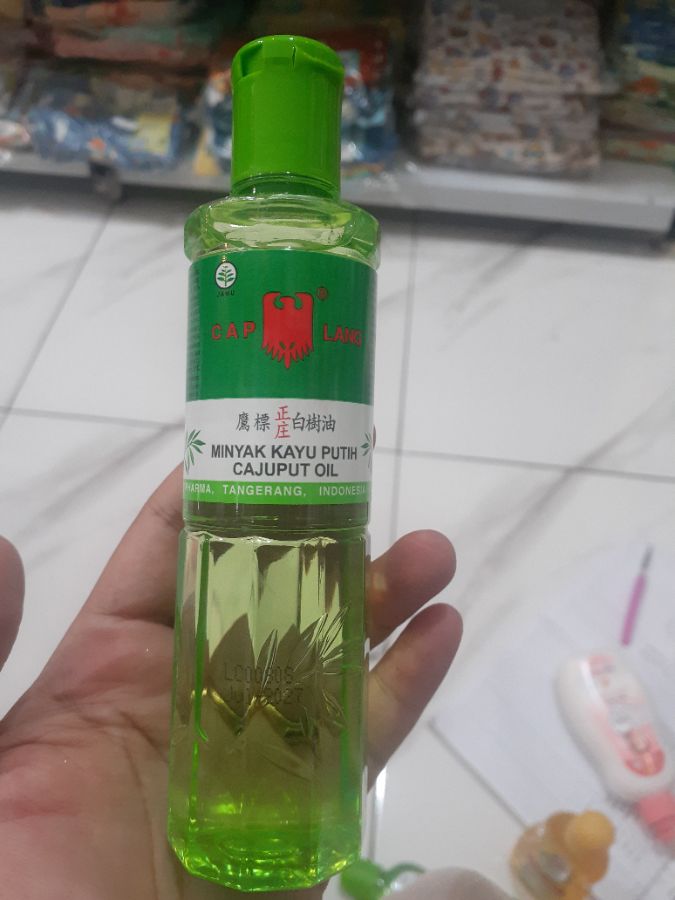 JAMU
CAP LANG
®
鷹標正庄白樹油
MINYAK KAYU PUTIH
CAJUPUT OIL
PHARMA, TANGERANG, INDONESIA